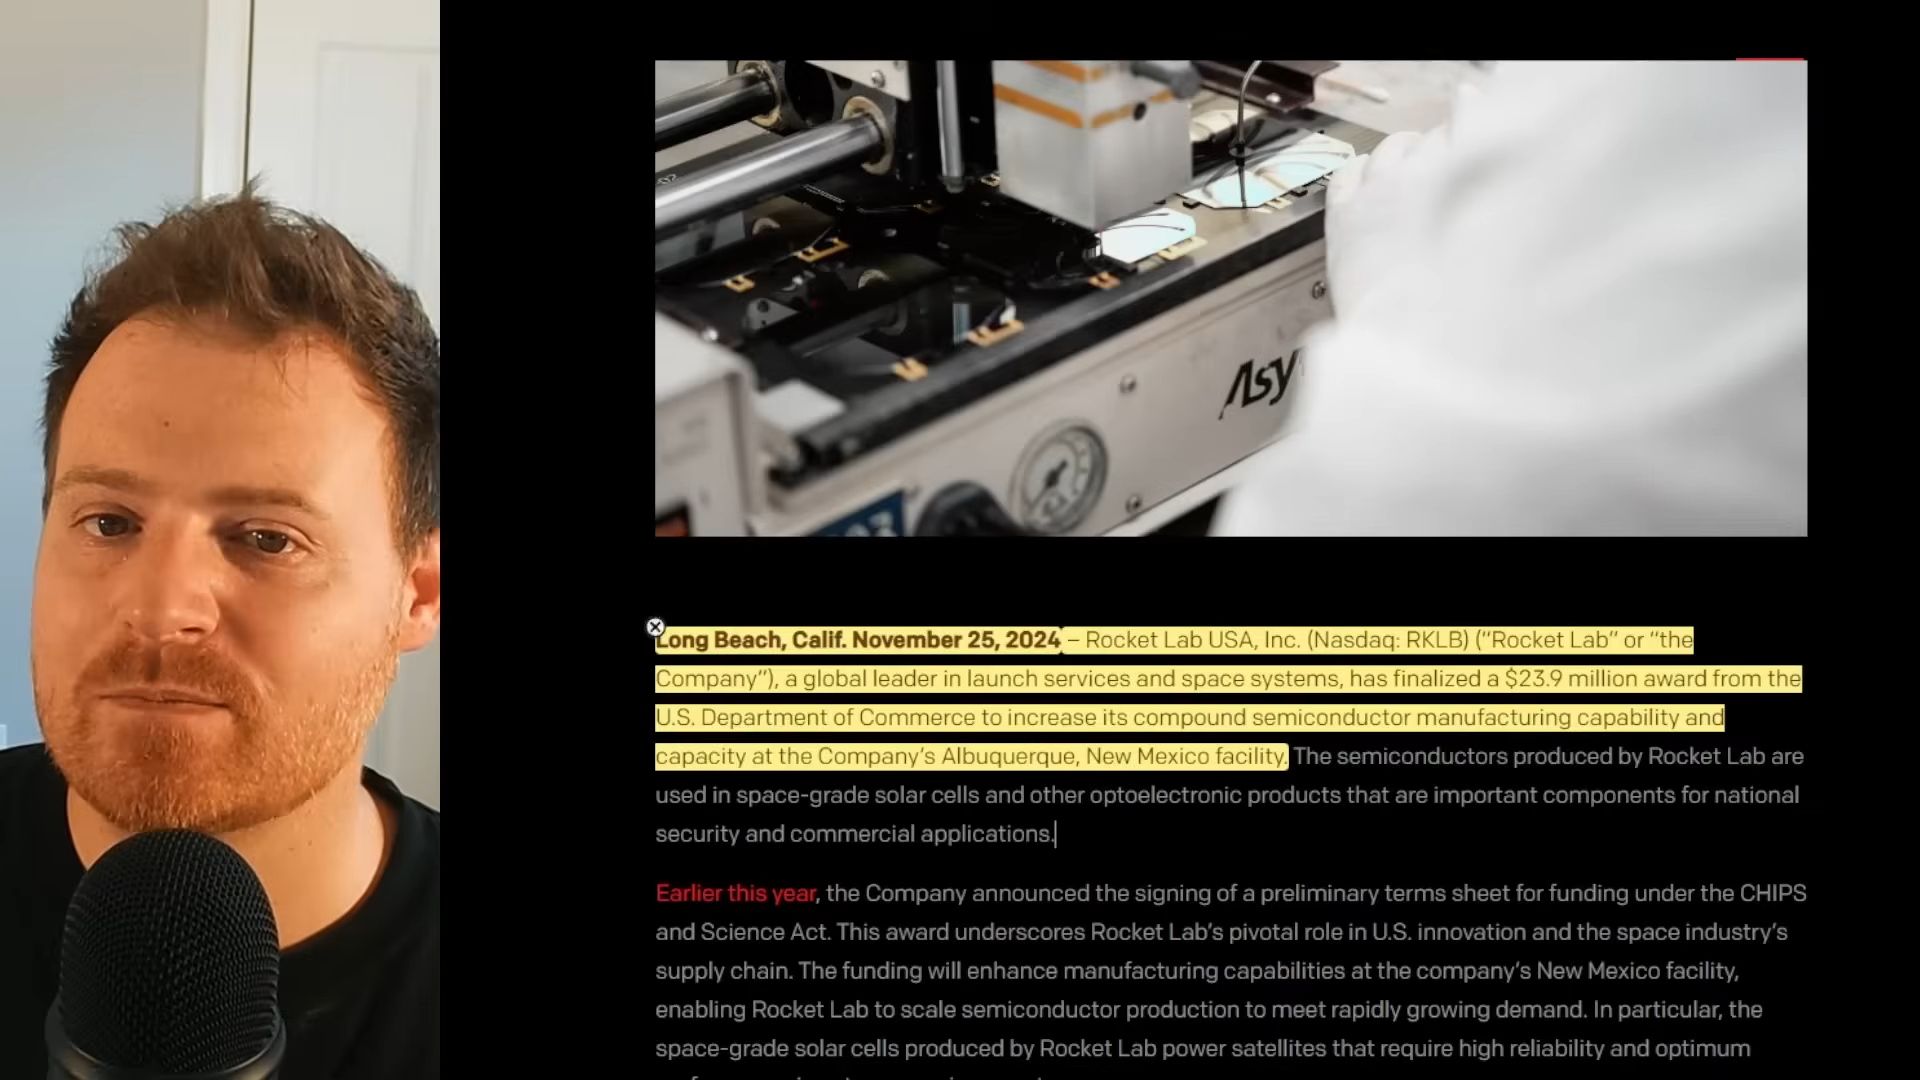 Asy
Long Beach, Calif. November 25, 2024 – Rocket Lab USA, Inc. (Nasdaq: RKLB) (“Rocket Lab” or “the
Company”), a global leader in launch services and space systems, has finalized a $23.9 million award from the
U.S. Department of Commerce to increase its compound semiconductor manufacturing capability and
capacity at the Company’s Albuquerque, New Mexico facility. The semiconductors produced by Rocket Lab are
used in space-grade solar cells and other optoelectronic products that are important components for national
security and commercial applications.
Earlier this year, the Company announced the signing of a preliminary terms sheet for funding under the CHIPS
and Science Act. This award underscores Rocket Lab’s pivotal role in U.S. innovation and the space industry’s
supply chain. The funding will enhance manufacturing capabilities at the company’s New Mexico facility,
enabling Rocket Lab to scale semiconductor production to meet rapidly growing demand. In particular, the
space-grade solar cells produced by Rocket Lab power satellites that require high reliability and optimum